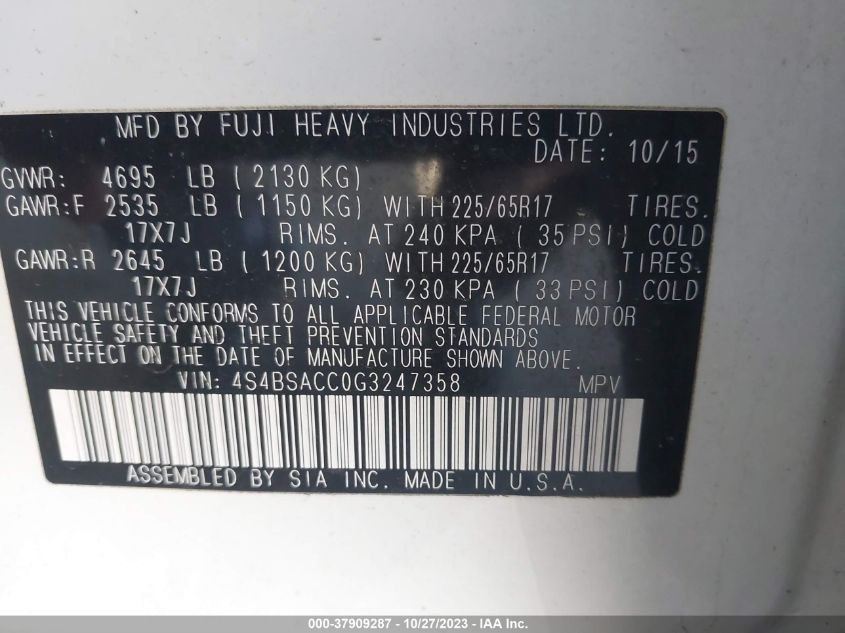 MFD BY FUJI HEAVY INDUSTRIES LTD.
DATE: 10/15
GVWR: 4695 LB (2130 KG)
GAWR:F 2535 LB (1150 KG) WITH 225/65R17 TIRES.
17X7J RIMS. AT 240 KPA (35 PSI) COLD
GAWR:R 2645 LB (1200 KG) WITH 225/65R17 TIRES.
17X7J RIMS. AT 230 KPA (33 PSI) COLD
THIS VEHICLE CONFORMS TO ALL APPLICABLE FEDERAL MOTOR
VEHICLE SAFETY AND THEFT PREVENTION STANDARDS
IN EFFECT ON THE DATE OF MANUFACTURE SHOWN ABOVE.
VIN: 4S4BSACC0G3247358 MPV
ASSEMBLED BY SIA INC. MADE IN U.S.A.
000-37909287 - 10/27/2023 - IAA Inc.